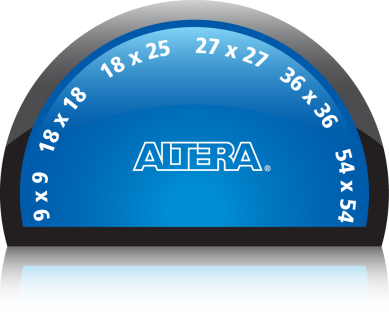 9 x 9
18 x 18
18 x 25
27 x 27
36 x 36
54 x 54
ALTERA®